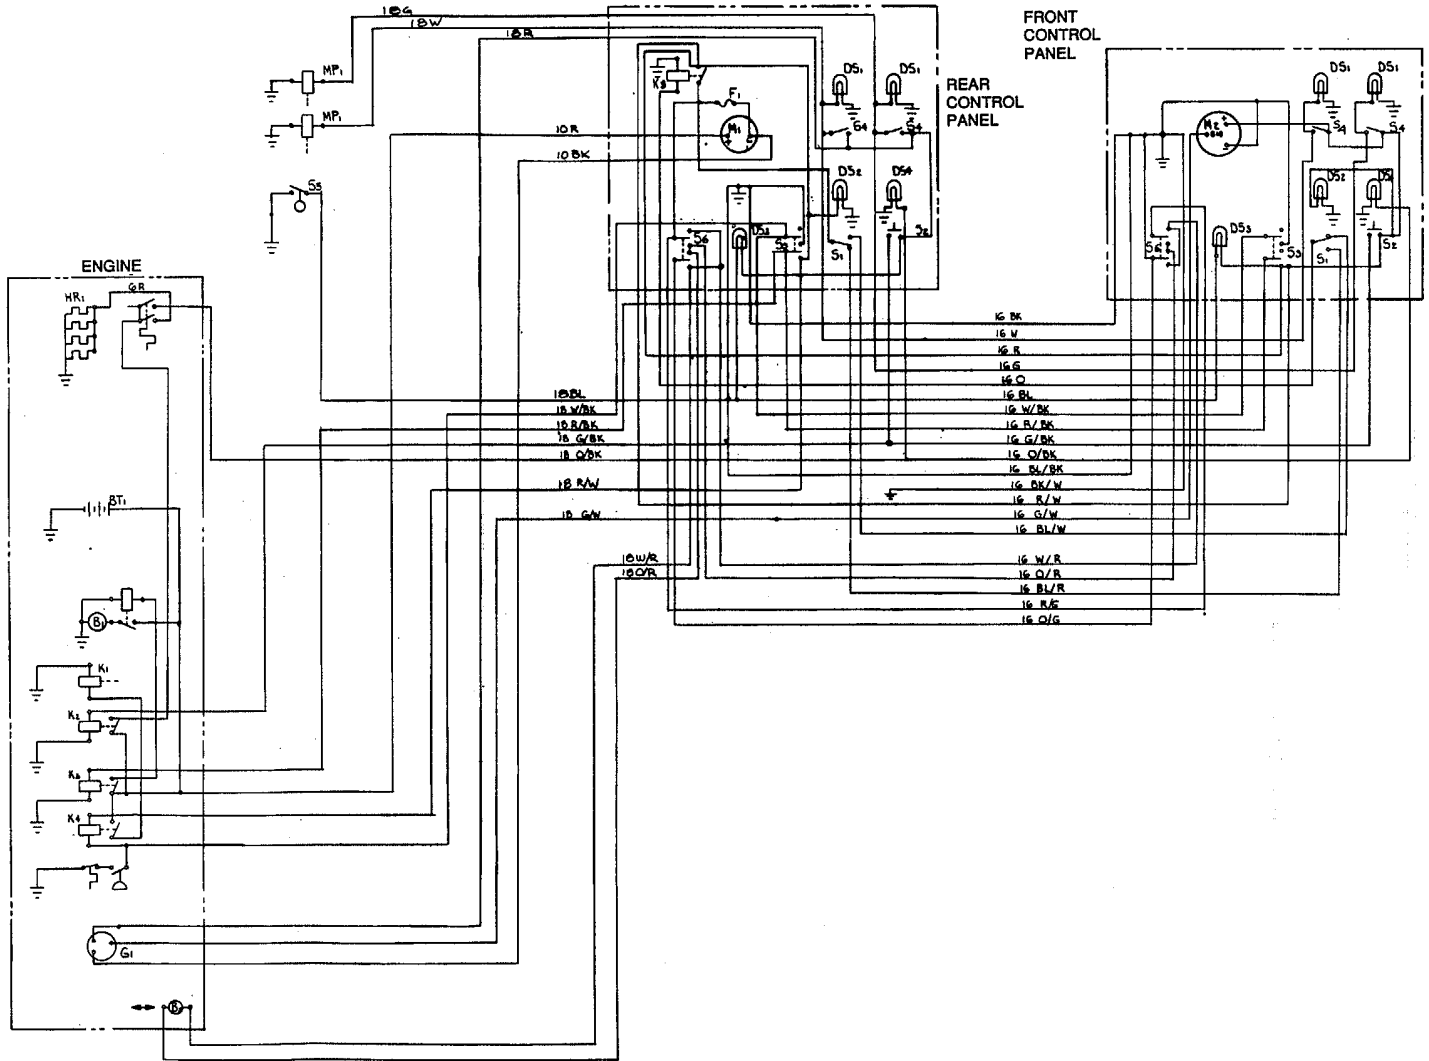 18G
18W
18R
FRONT
CONTROL
PANEL
MP1
DS1
DS1
DS1
DS1
K3
REAR
CONTROL
PANEL
F1
MP1
M1
S4
S4
M2
S4
S4
10R
10BK
DS2
DS4
DS2
S5
DS3
S6
S1
S2
DS3
S6
S3
S1
S2
ENGINE
HR1
GR
16 BK
16 W
16 R
16G
16 O
18BL
16 BL
18 W/BK
16 W/BK
18 R/BK
16 R/BK
18 G/BK
16 G/BK
18 O/BK
16 O/BK
16 BL/BK
18 R/W
16 BK/W
BT1
16 R/W
18 G/W
16 G/W
16 BL/W
18W/R
16 W/R
18O/R
16 O/R
16 BL/R
16 R/G
16 O/G
B1
K1
K2
K4
G1